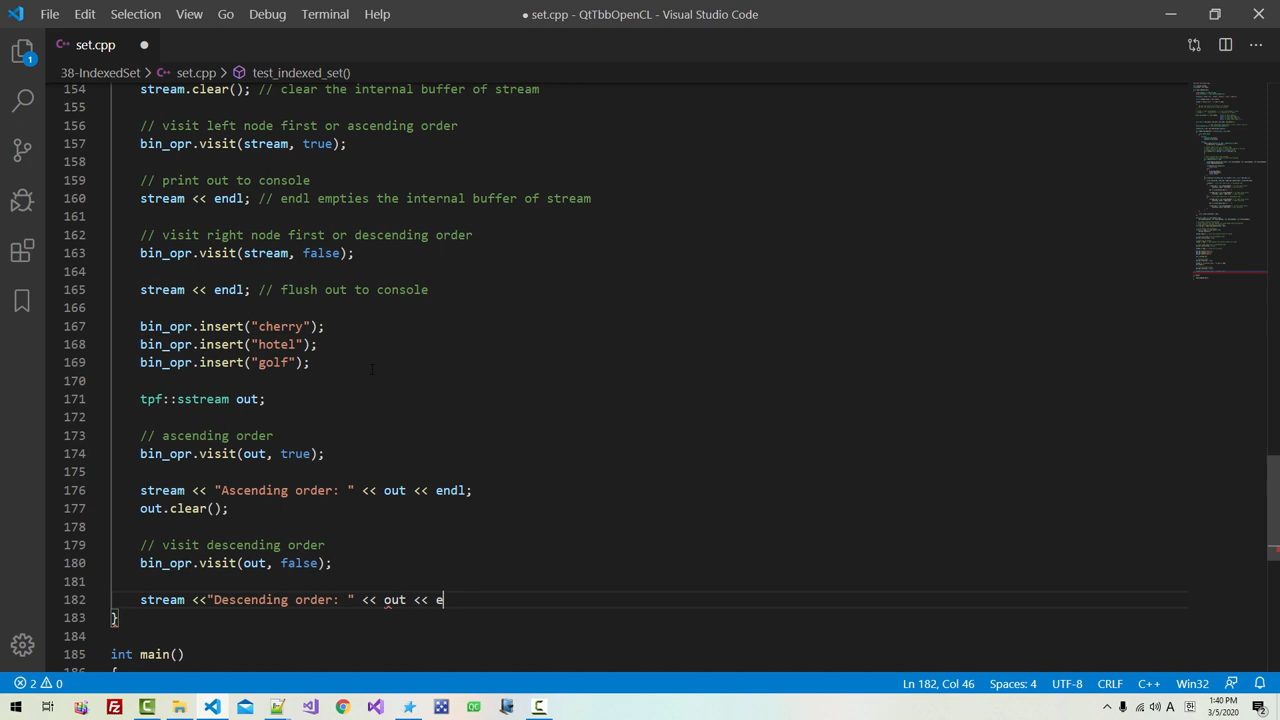 File Edit Selection View Go Debug Terminal Help
● set.cpp - QtTbbOpenCL - Visual Studio Code
set.cpp
38-IndexedSet > set.cpp > test_indexed_set()
154 stream.clear(); // clear the internal buffer of stream
155
156 // visit left node first or ascending order
157 bin_opr.visit(stream, true);
158
159 // print out to console
160 stream << endl; // endl empties the internal buffer of stream
161
162 // visit right node first or descending order
163 bin_opr.visit(stream, false);
164
165 stream << endl; // flush out to console
166
167 bin_opr.insert("cherry");
168 bin_opr.insert("hotel");
169 bin_opr.insert("golf");
170
171 tpf::sstream out;
172
173 // ascending order
174 bin_opr.visit(out, true);
175
176 stream << "Ascending order: " << out << endl;
177 out.clear();
178
179 // visit descending order
180 bin_opr.visit(out, false);
181
182 stream <<"Descending order: " << out << e
183 }
184
185 int main()
186 {
1
2 0
Ln 182, Col 46 Spaces: 4 UTF-8 CRLF C++ Win32
1:40 PM
3/5/2020